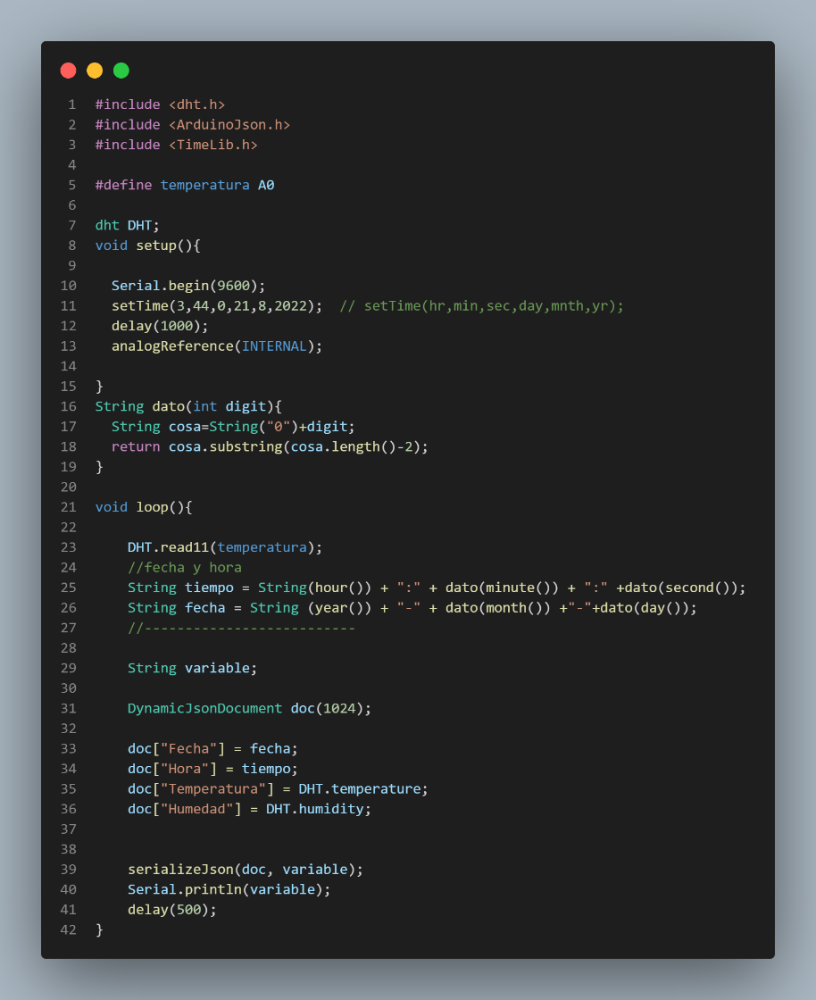 1 #include <dht.h>
2 #include <ArduinoJson.h>
3 #include <TimeLib.h>
4
5 #define temperatura A0
6
7 dht DHT;
8 void setup(){
9
10   Serial.begin(9600);
11   setTime(3,44,0,21,8,2022);  // setTime(hr,min,sec,day,mnth,yr);
12   delay(1000);
13   analogReference(INTERNAL);
14
15 }
16 String dato(int digit){
17   String cosa=String("0")+digit;
18   return cosa.substring(cosa.length()-2);
19 }
20
21 void loop(){
22
23     DHT.read11(temperatura);
24     //fecha y hora
25     String tiempo = String(hour()) + ":" + dato(minute()) + ":" +dato(second());
26     String fecha = String (year()) + "-" + dato(month()) +"-"+dato(day());
27     //--------------------------
28
29     String variable;
30
31     DynamicJsonDocument doc(1024);
32
33     doc["Fecha"] = fecha;
34     doc["Hora"] = tiempo;
35     doc["Temperatura"] = DHT.temperature;
36     doc["Humedad"] = DHT.humidity;
37
38
39     serializeJson(doc, variable);
40     Serial.println(variable);
41     delay(500);
42 }